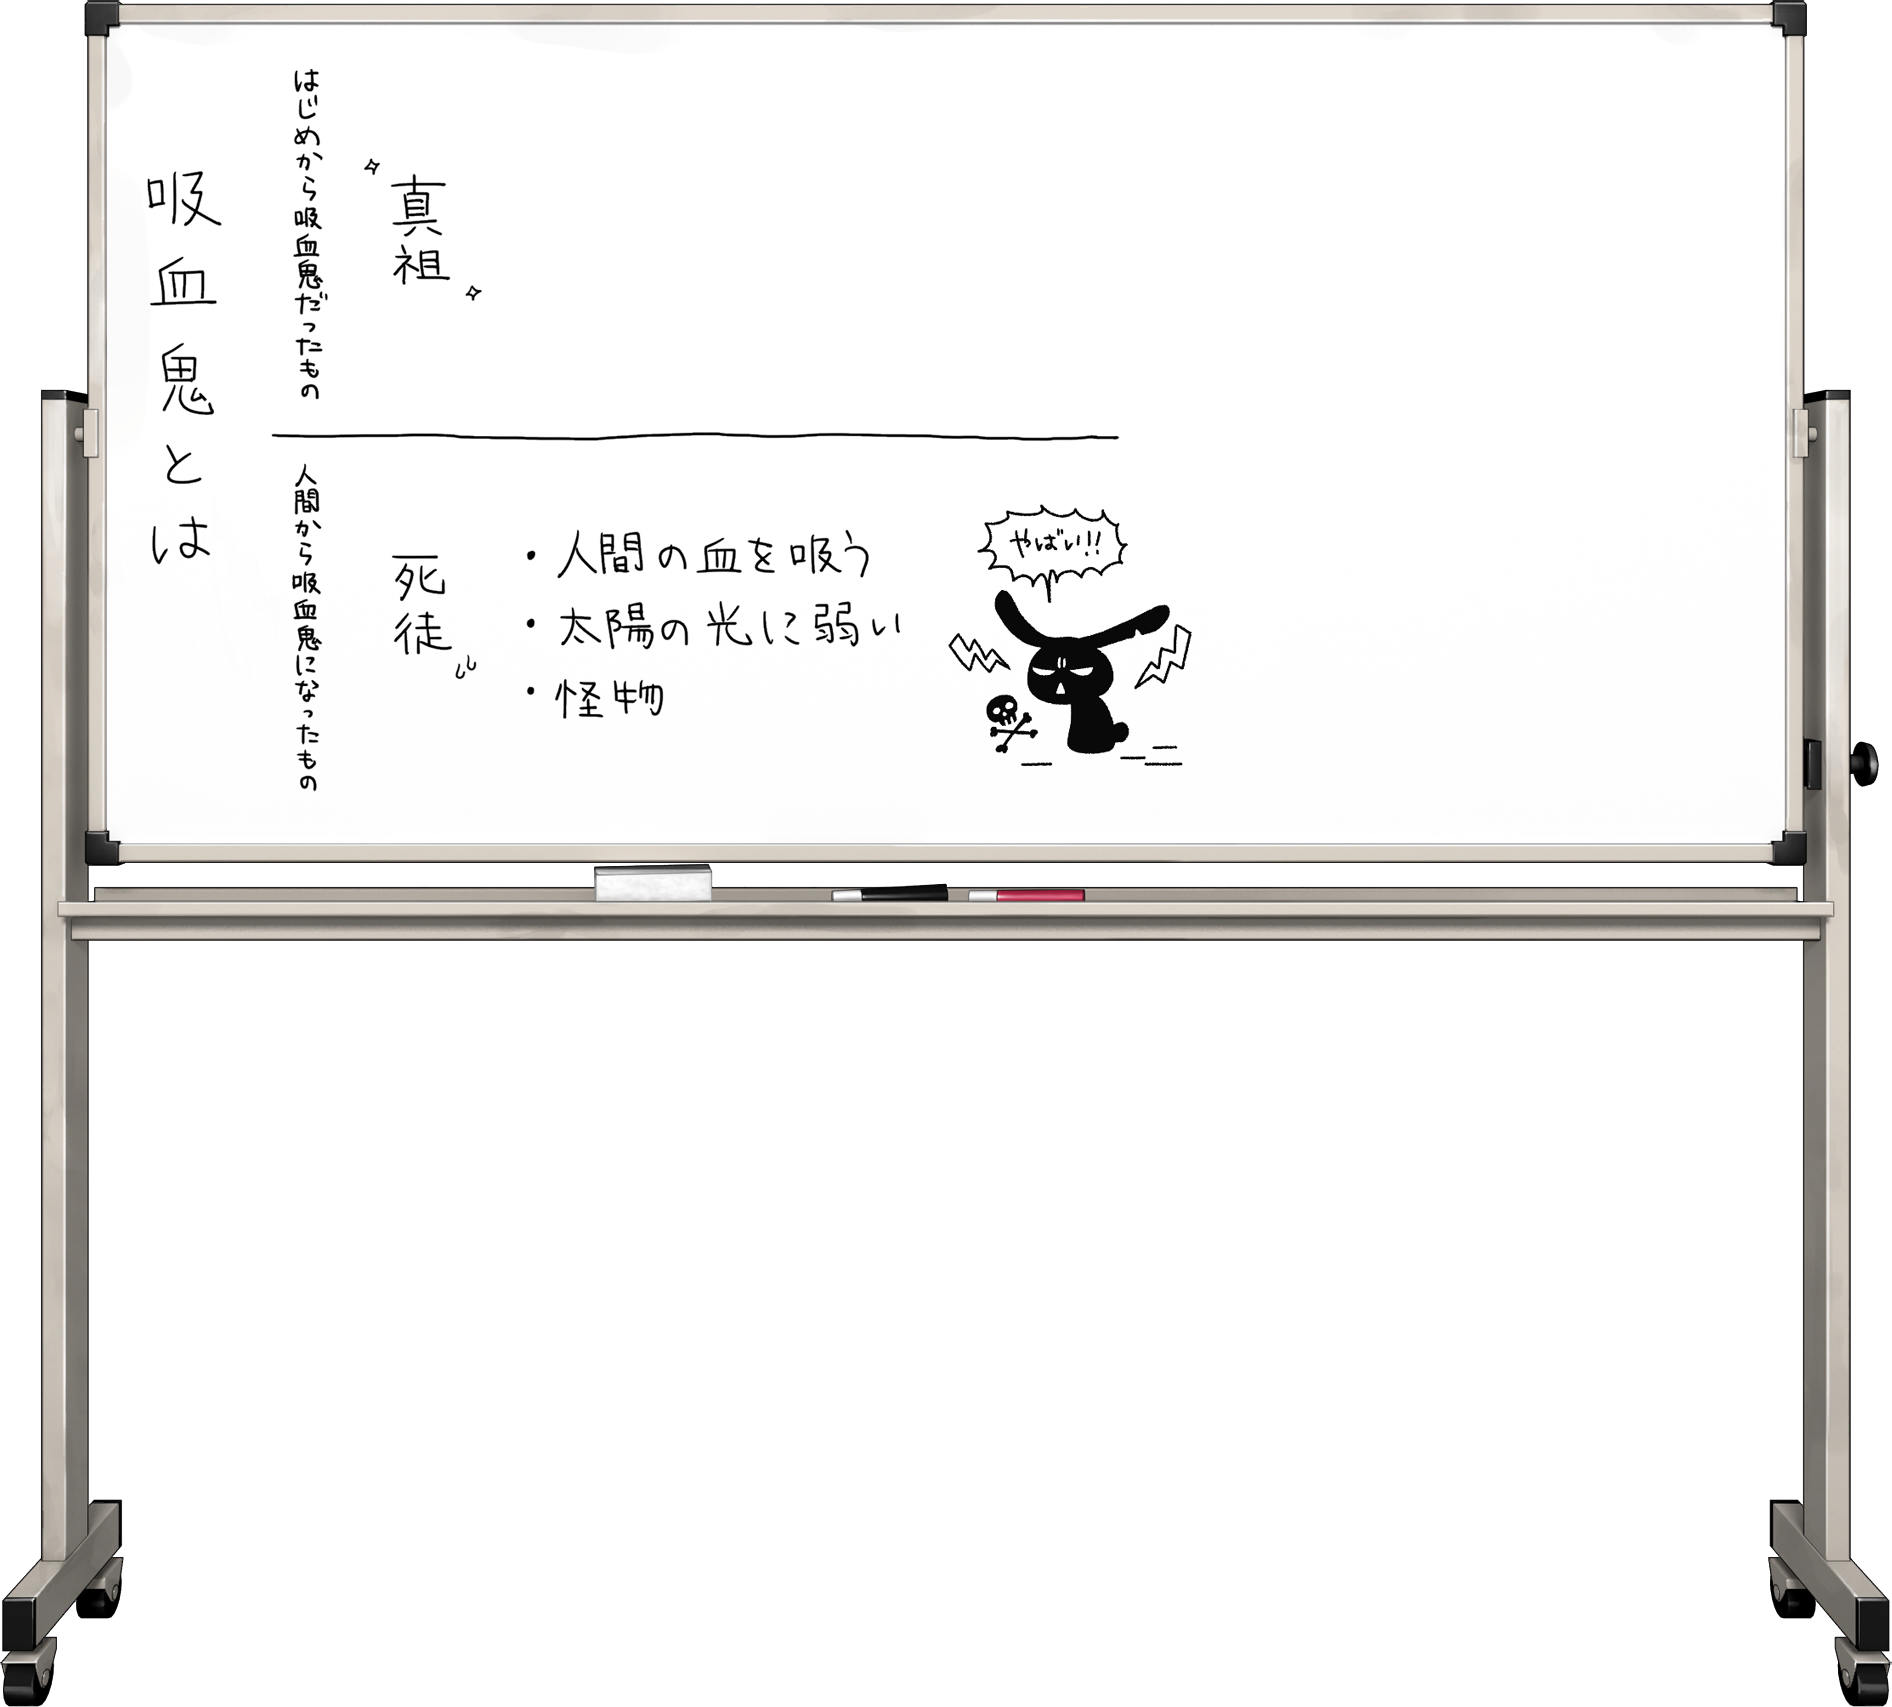 吸血鬼とは
はじめから吸血鬼だったもの
真祖
人間から吸血鬼になったもの
死徒
・人間の血を吸う
・太陽の光に弱い
・怪物
やばい!!